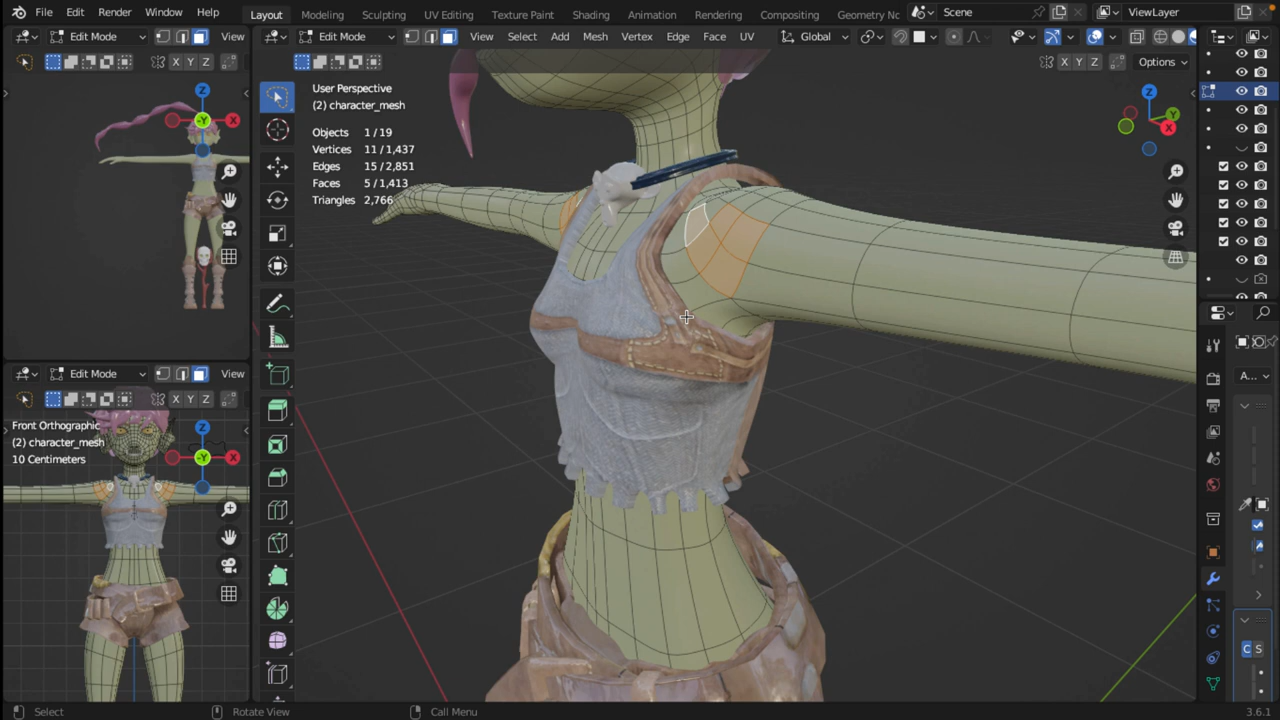 File Edit Render Window Help Layout Modeling Sculpting UV Editing Texture Paint Shading Animation Rendering Compositing Geometry No Scene ViewLayer
Edit Mode View
Edit Mode View Select Add Mesh Vertex Edge Face UV Global
X Y Z
X Y Z Options
User Perspective
(2) character_mesh
Objects 1 / 19
Vertices 11 / 1,437
Edges 15 / 2,851
Faces 5 / 1,413
Triangles 2,766
Z
-Y X
Z
Y
X
Edit Mode View
X Y Z
Front Orthographic
(2) character_mesh
10 Centimeters
Z
-Y X
A...
C S
Select Rotate View Call Menu 3.6.1